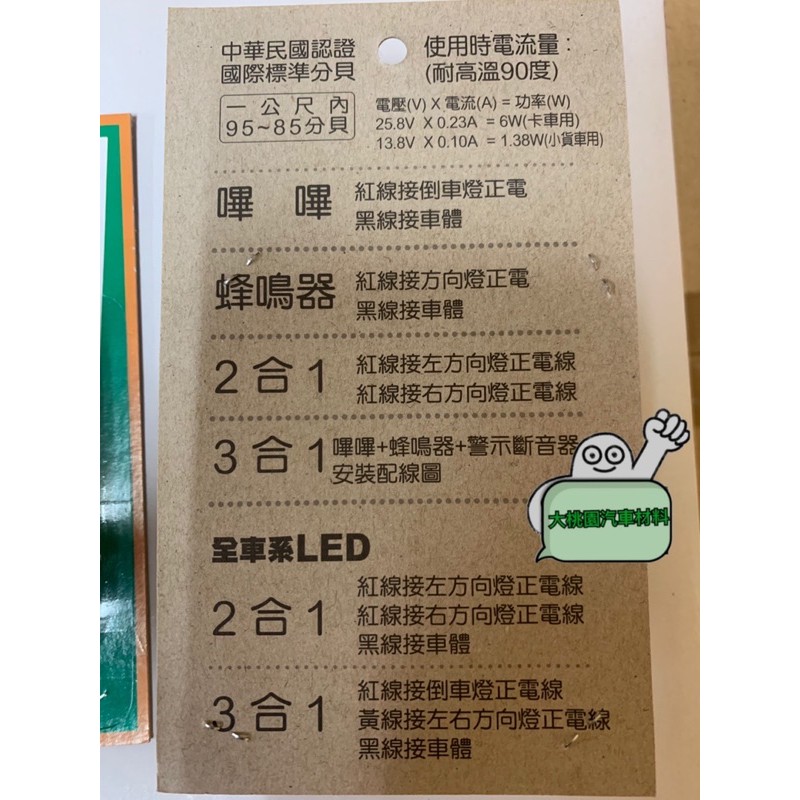 中華民國認證
國際標準分貝
一公尺內
95~85分貝
使用時電流量：
(耐高溫90度)
電壓(V) X 電流(A) = 功率(W)
25.8V X 0.23A = 6W(卡車用)
13.8V X 0.10A = 1.38W(小貨車用)
嗶 嗶
紅線接倒車燈正電
黑線接車體
蜂鳴器
紅線接方向燈正電
黑線接車體
2合1
紅線接左方向燈正電線
紅線接右方向燈正電線
3合1
嗶嗶+蜂鳴器+警示斷音器
安裝配線圖
大桃園汽車材料
全車系LED
2合1
紅線接左方向燈正電線
紅線接右方向燈正電線
黑線接車體
3合1
紅線接倒車燈正電線
黃線接左右方向燈正電線
黑線接車體